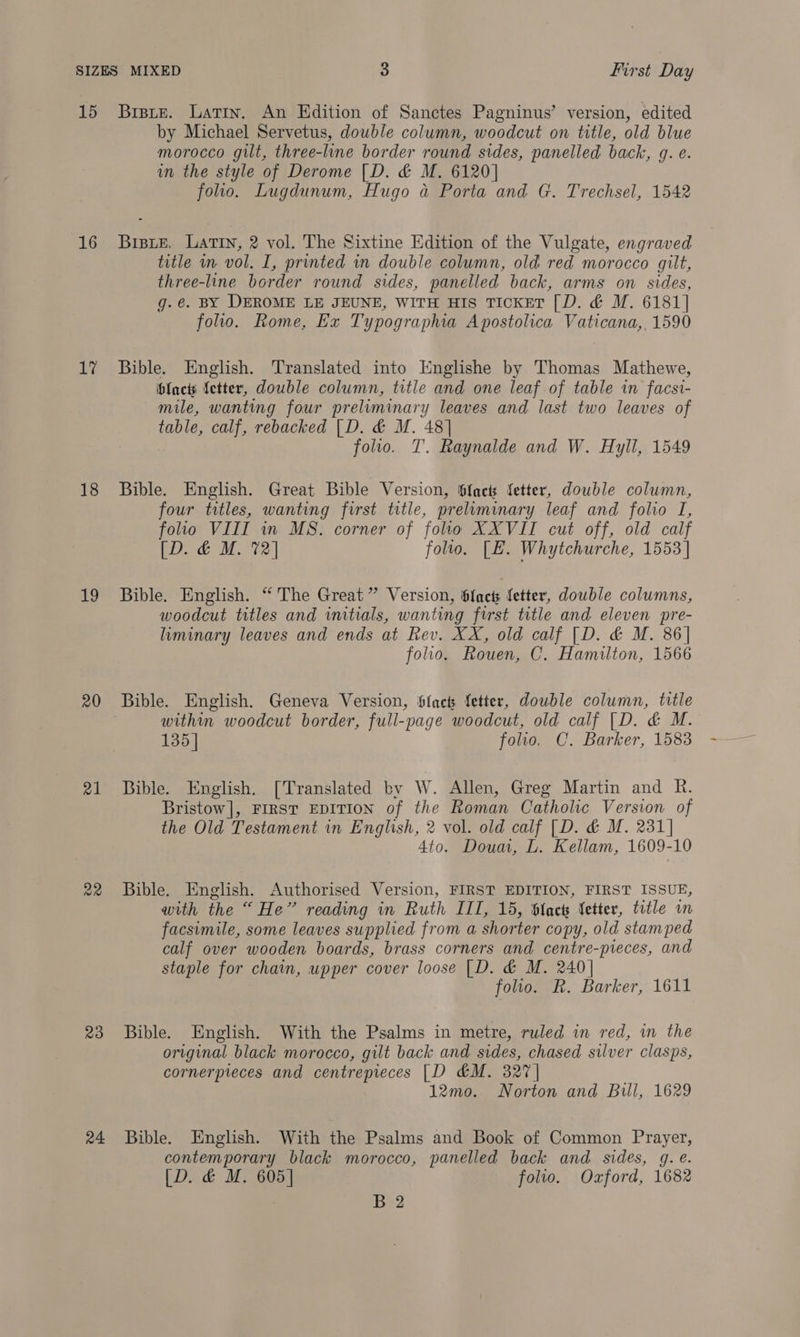 SIZES MIXED 3 First Day
15 BIBLE. LATIN. An Edition of Sanctes Pagninus’ version, edited
by Michael Servetus, double column, woodcut on title, old blue
morocco gilt, three-line border round sides, panelled back, g. e.
in the style of Derome [D. & M. 6120]
folio. Lugdunum, Hugo à Porta and G. Trechsel, 1542
16 BIBLE. LATIN, 2 vol. The Sixtine Edition of the Vulgate, engraved
title in vol. I, printed in double column, old red morocco gilt,
three-line border round sides, panelled back, arms on sides,
g. e. BY DEROME LE JEUNE, WITH HIS TICKET [D. & M. 6181]
folio. Rome, Ex Typographia Apostolica Vaticana, 1590
17 Bible. English. Translated into Englishe by Thomas Mathewe,
black letter, double column, title and one leaf of table in facsi-
mile, wanting four preliminary leaves and last two leaves of
table, calf, rebacked [D. & M. 48]
folio. T. Raynalde and W. Hyll, 1549
18 Bible. English. Great Bible Version, black letter, double column,
four titles, wanting first title, preliminary leaf and folio I,
folio VIII in MS. corner of folio XXVII cut off, old calf
[D. & M. 72] folio. [E. Whytchurche, 1553]
19 Bible. English. “The Great” Version, black letter, double columns,
woodcut titles and initials, wanting first title and eleven pre-
liminary leaves and ends at Rev. XX, old calf [D. & M. 86]
folio. Rouen, C. Hamilton, 1566
20 Bible. English. Geneva Version, black letter, double column, title
within woodcut border, full-page woodcut, old calf [D. & M.
135] folio. C. Barker, 1583
21 Bible. English. [Translated by W. Allen, Greg Martin and R.
Bristow], FIRST EDITION of the Roman Catholic Version of
the Old Testament in English, 2 vol. old calf [D. & M. 231]
4to. Douai, L. Kellam, 1609-10
22 Bible. English. Authorised Version, FIRST EDITION, FIRST ISSUE,
with the “He” reading in Ruth III, 15, black letter, title in
facsimile, some leaves supplied from a shorter copy, old stamped
calf over wooden boards, brass corners and centre-pieces, and
staple for chain, upper cover loose [D. & M. 240]
folio. R. Barker, 1611
23 Bible. English. With the Psalms in metre, ruled in red, in the
original black morocco, gilt back and sides, chased silver clasps,
cornerpieces and centrepieces [D &M. 327]
12mo. Norton and Bill, 1629
24 Bible. English. With the Psalms and Book of Common Prayer,
contemporary black morocco, panelled back and sides, g. e.
[D. & M. 605] folio. Oxford, 1682
B 2